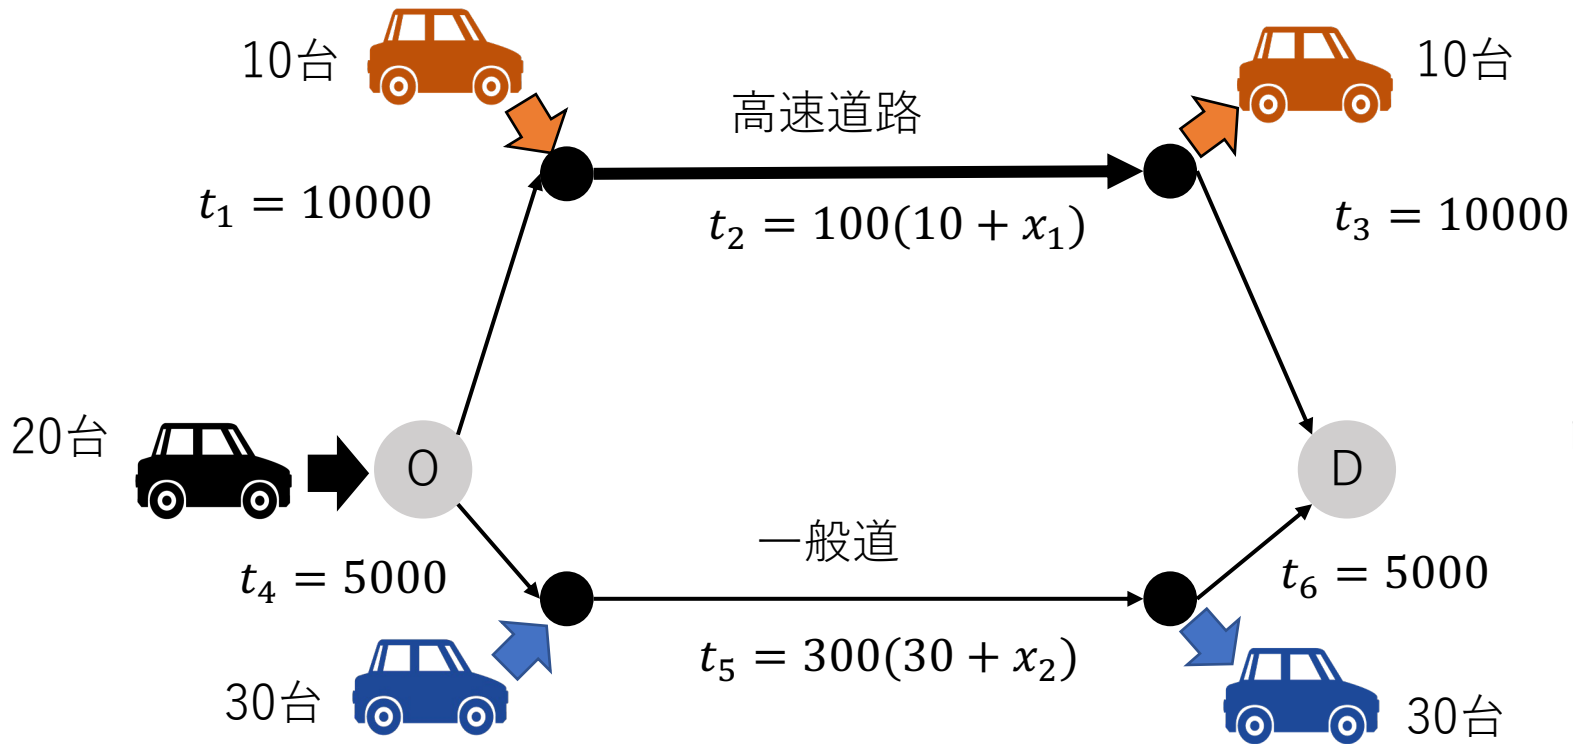 10台
10台
高速道路
t₁ = 10000
t₂ = 100(10 + x₁)
t₃ = 10000
20台
O
D
一般道
t₄ = 5000
t₆ = 5000
t₅ = 300(30 + x₂)
30台
30台